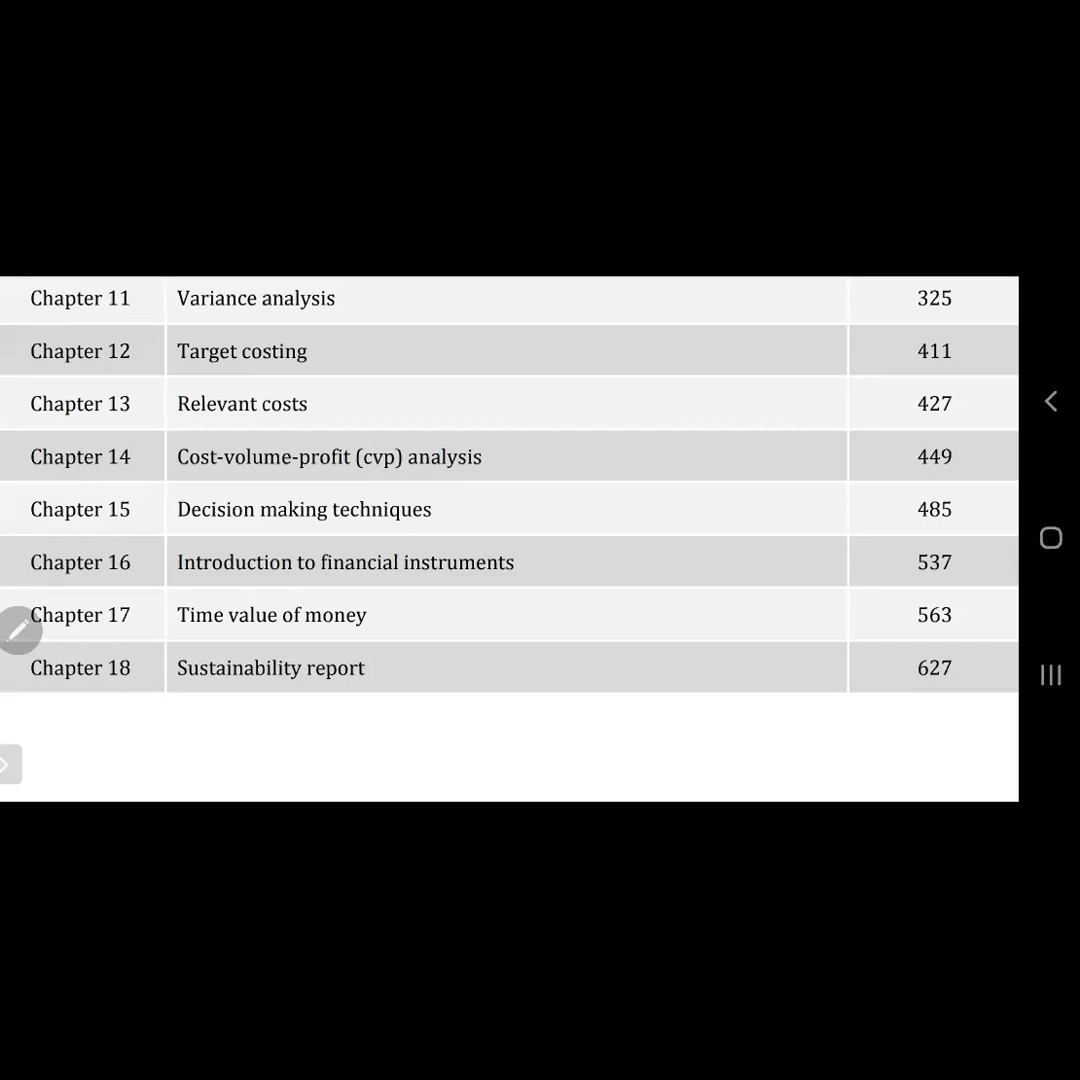 Chapter 11 Variance analysis 325
Chapter 12 Target costing 411
Chapter 13 Relevant costs 427
Chapter 14 Cost-volume-profit (cvp) analysis 449
Chapter 15 Decision making techniques 485
Chapter 16 Introduction to financial instruments 537
Chapter 17 Time value of money 563
Chapter 18 Sustainability report 627